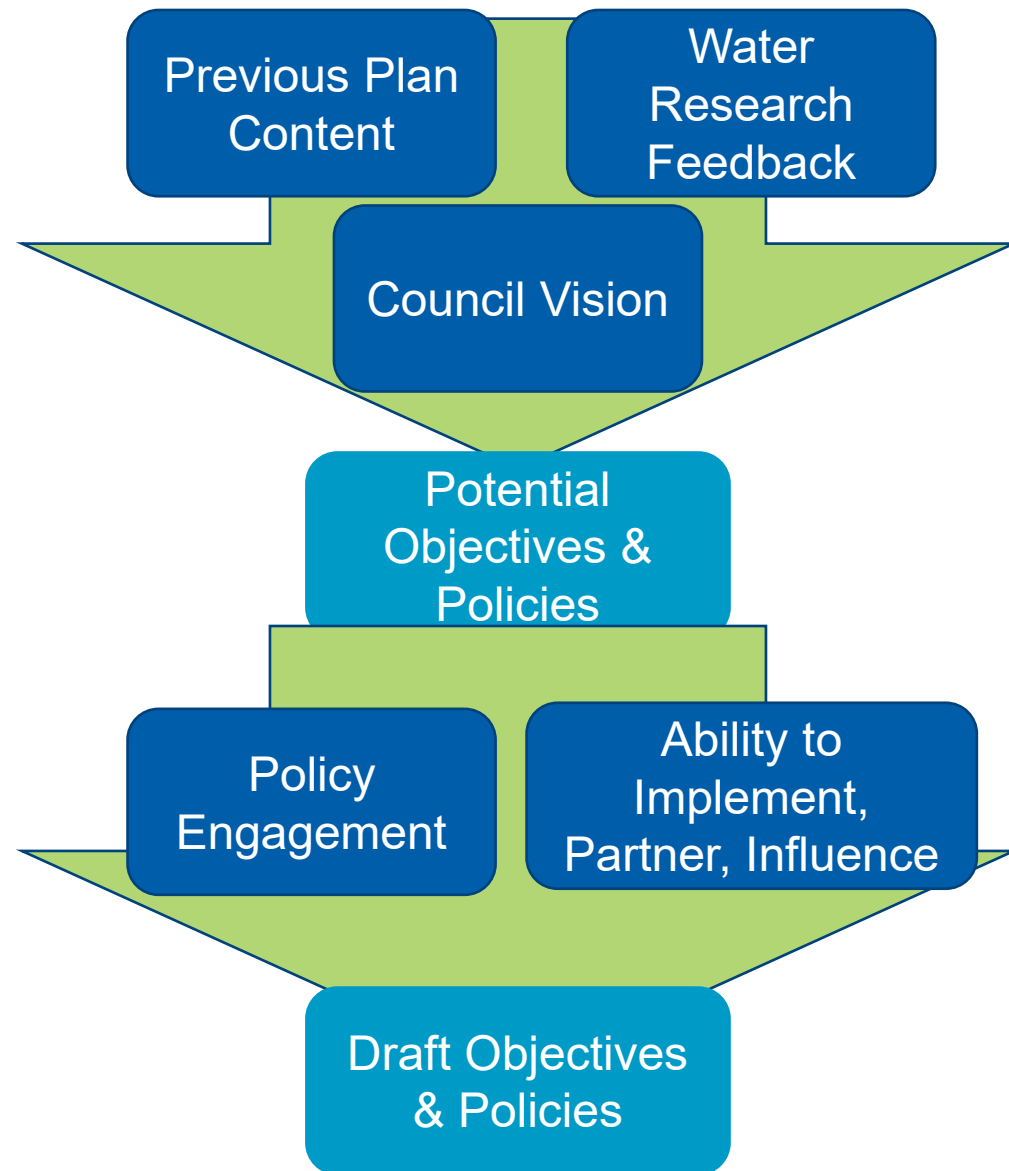 Previous Plan
Content
Water
Research
Feedback
Council Vision
Potential
Objectives &
Policies
Policy
Engagement
Ability to
Implement,
Partner, Influence
Draft Objectives
& Policies